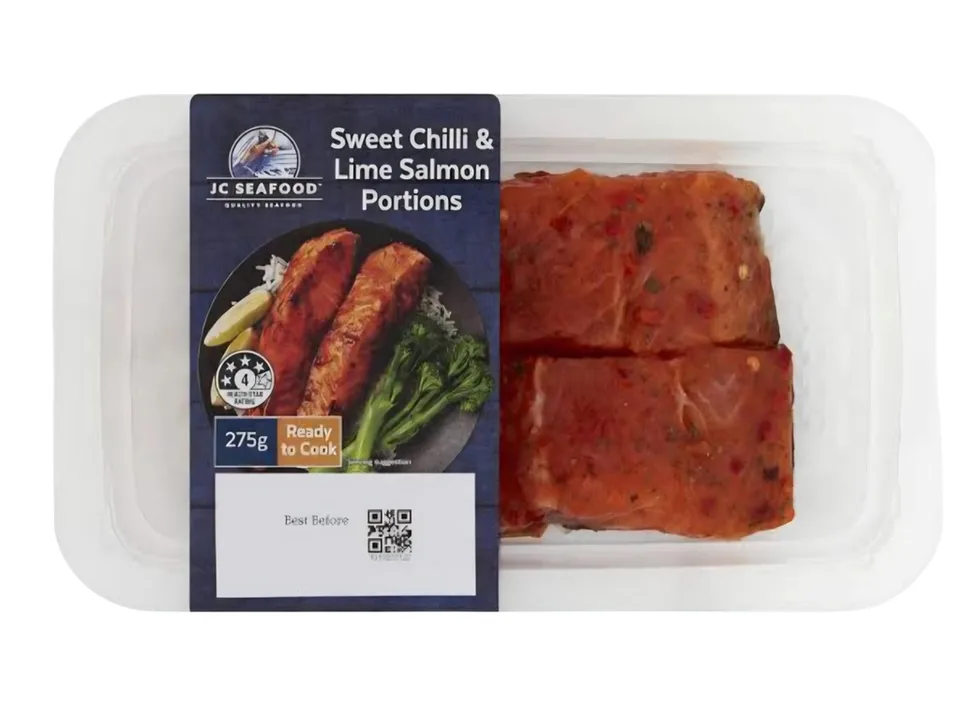 Sweet Chilli &
Lime Salmon
Portions
JC SEAFOOD
QUALITY SEAFOOD
4
HEALTH STAR
RATING
275g
Ready
to Cook
Serving Suggestion
Best Before